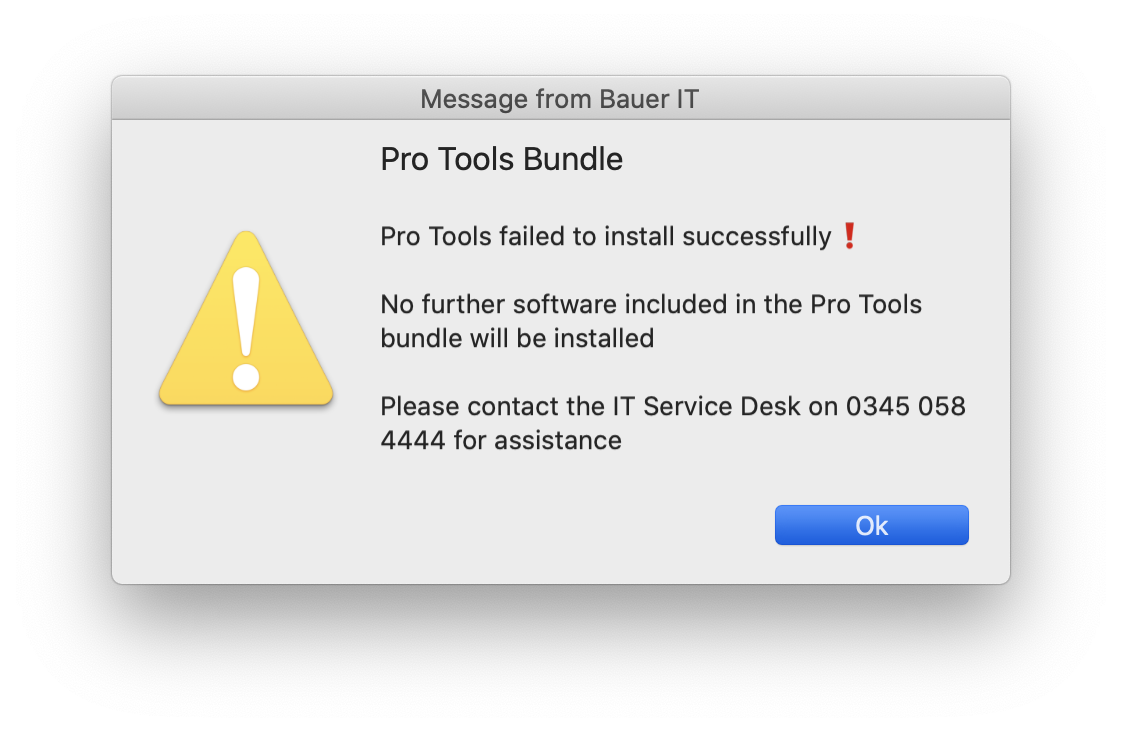 Message from Bauer IT
Pro Tools Bundle
Pro Tools failed to install successfully ❗
No further software included in the Pro Tools
bundle will be installed
Please contact the IT Service Desk on 0345 058
4444 for assistance
Ok